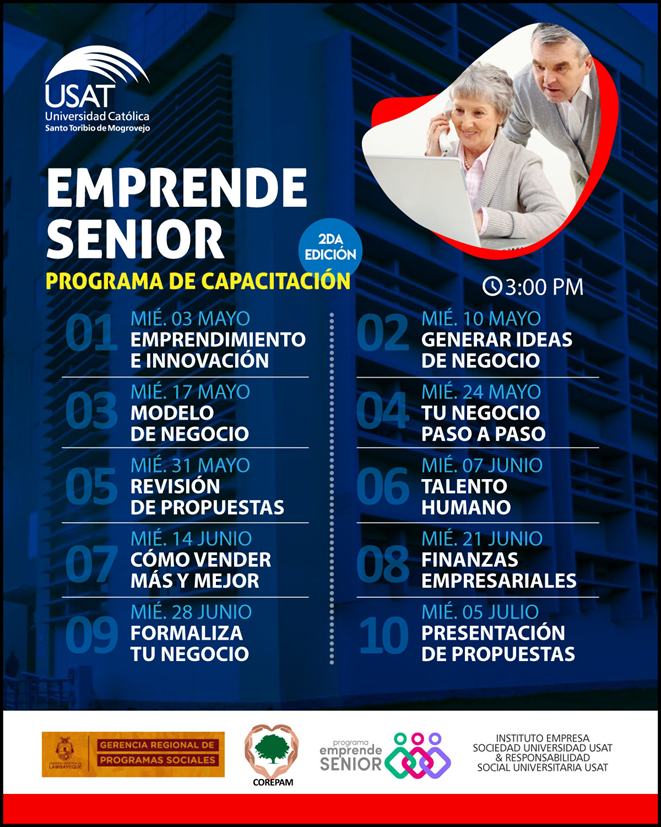 USAT
Universidad Católica
Santo Toribio de Mogrovejo
EMPRENDE
SENIOR
2DA
EDICIÓN
PROGRAMA DE CAPACITACIÓN
3:00 PM
01
MIÉ. 03 MAYO
EMPRENDIMIENTO
E INNOVACIÓN
02
MIÉ. 10 MAYO
GENERAR IDEAS
DE NEGOCIO
03
MIÉ. 17 MAYO
MODELO
DE NEGOCIO
04
MIÉ. 24 MAYO
TU NEGOCIO
PASO A PASO
05
MIÉ. 31 MAYO
REVISIÓN
DE PROPUESTAS
06
MIÉ. 07 JUNIO
TALENTO
HUMANO
07
MIÉ. 14 JUNIO
CÓMO VENDER
MÁS Y MEJOR
08
MIÉ. 21 JUNIO
FINANZAS
EMPRESARIALES
09
MIÉ. 28 JUNIO
FORMALIZA
TU NEGOCIO
10
MIÉ. 05 JULIO
PRESENTACIÓN
DE PROPUESTAS
LAMBAYEQUE
GERENCIA REGIONAL DE
PROGRAMAS SOCIALES
COREPAM
programa
emprende
SENIOR
INSTITUTO EMPRESA
SOCIEDAD UNIVERSIDAD USAT
& RESPONSABILIDAD
SOCIAL UNIVERSITARIA USAT